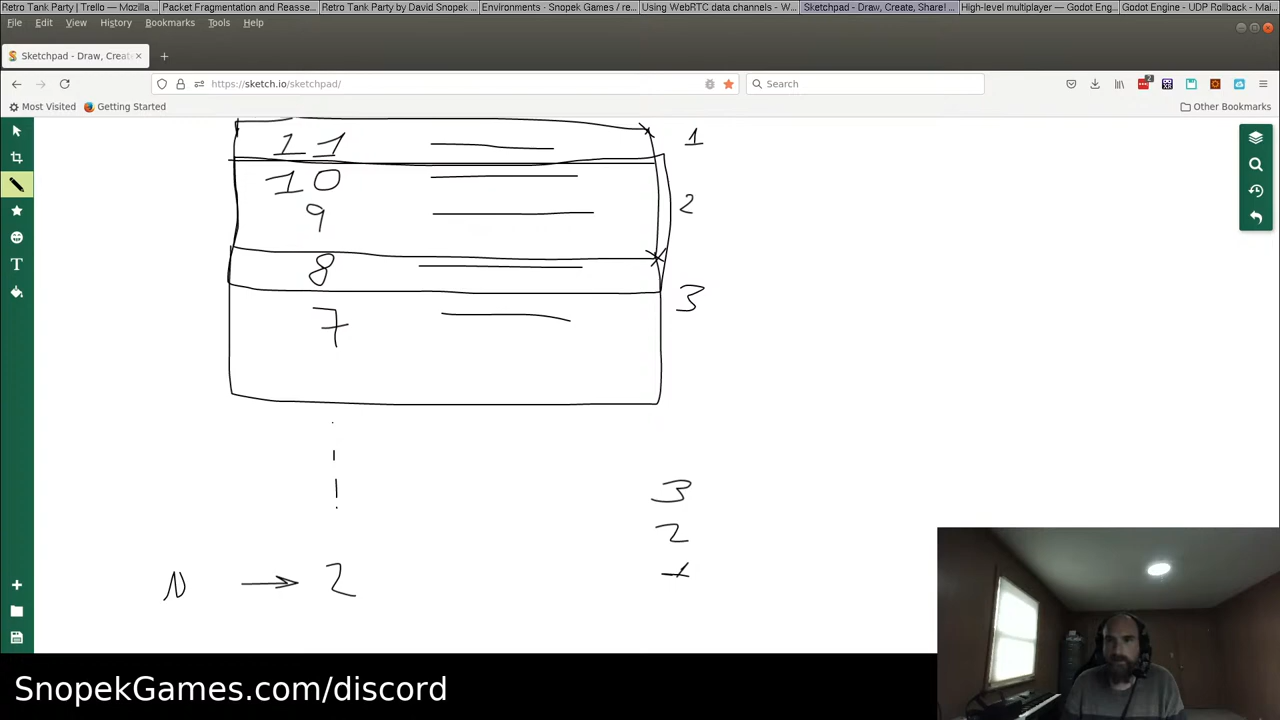 Retro Tank Party | Trello — Mozilla ...
Packet Fragmentation and Reasse...
Retro Tank Party by David Snopek ...
Environments · Snopek Games / re...
Using WebRTC data channels - W...
Sketchpad - Draw, Create, Share! ...
High-level multiplayer — Godot Eng...
Godot Engine - UDP Rollback - Mai...
File Edit View History Bookmarks Tools Help
Sketchpad - Draw, Creat
https://sketch.io/sketchpad/
Search
2
Most Visited
Getting Started
Other Bookmarks
T
11
1
10
9
2
8
3
7
3
2
1
N → 2
SnopekGames.com/discord